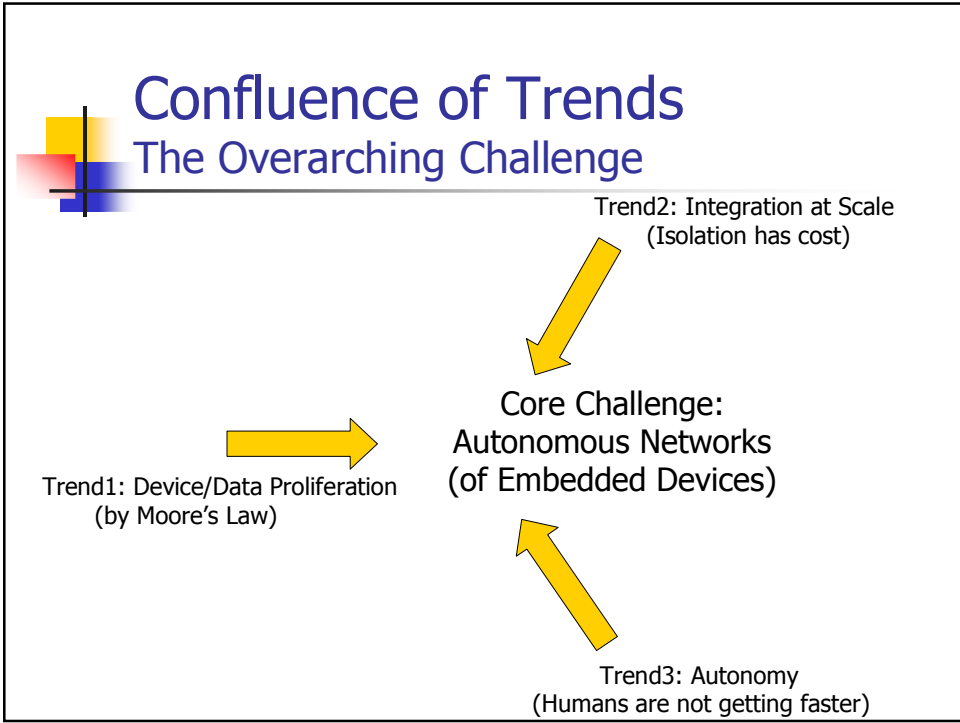 Confluence of Trends
The Overarching Challenge
Trend2: Integration at Scale
(Isolation has cost)
Core Challenge:
Autonomous Networks
(of Embedded Devices)
Trend1: Device/Data Proliferation
(by Moore's Law)
Trend3: Autonomy
(Humans are not getting faster)